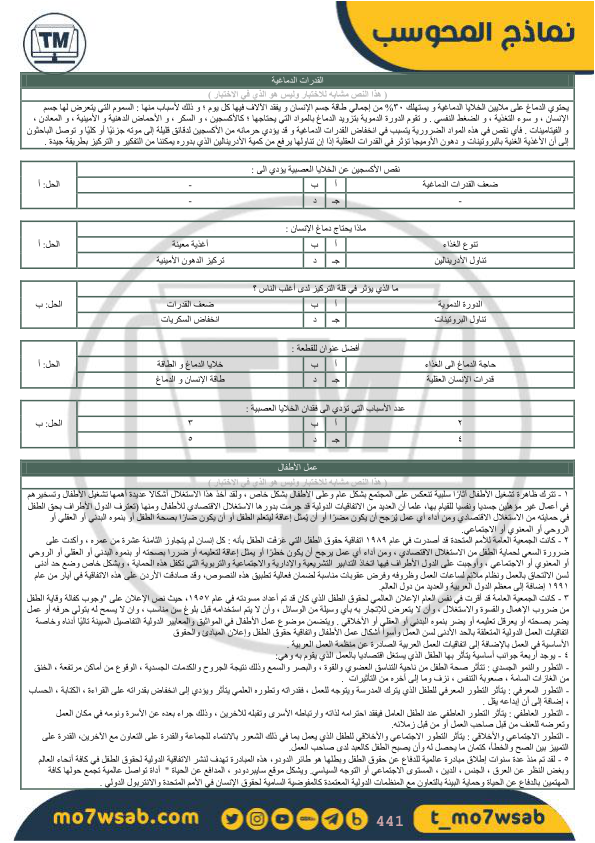 نماذج المحوسب
TM
القدرات الدماغية
( هذا النص مشابه للاختبار وليس هو الذي في الاختبار )
يحتوي الدماغ على ملايين الخلايا الدماغية و يستهلك ٣٠% من إجمالي طاقة جسم الإنسان و يفقد الآلاف فيها كل يوم ؛ و ذلك لأسباب منها : السموم التي يتعرض لها جسم
الإنسان ، و سوء التغذية ، و الضغط النفسي . و تقوم الدورة الدموية بتزويد الدماغ بالمواد التي يحتاجها ؛ كالأكسجين ، و السكر ، و الأحماض الدهنية و الأمينية ، و المعادن ،
و الفيتامينات . فأي نقص في هذه المواد الضرورية يتسبب في انخفاض القدرات الدماغية و قد يؤدي حرمانه من الأكسجين لدقائق قليلة إلى موته جزئيًا أو كليًا و توصل الباحثون
إلى أن الأغذية الغنية بالبروتينات و دهون الأوميجا تؤثر في القدرات العقلية إذا إن تناولها يرفع من كمية الأدرينالين الذي بدوره يمكننا من التفكير و التركيز بطريقة جيدة .
نقص الأكسجين عن الخلايا العصبية يؤدي الى :
ضعف القدرات الدماغية أ ب - الحل: أ
- جـ د -
ماذا يحتاج دماغ الإنسان :
تنوع الغذاء أ ب أغذية معينة الحل: أ
تناول الأدرينالين جـ د تركيز الدهون الأمينية
ما الذي يؤثر في قلة التركيز لدى أغلب الناس ؟
الدورة الدموية أ ب ضعف القدرات الحل: ب
تناول البروتينات جـ د انخفاض السكريات
أفضل عنوان للقطعة :
حاجة الدماغ الى الغذاء أ ب خلايا الدماغ و الطاقة الحل: أ
قدرات الإنسان العقلية جـ د طاقة الإنسان و الدماغ
عدد الأسباب التي تؤدي الى فقدان الخلايا العصبية :
٢ أ ب ٣ الحل: ب
٤ جـ د ٥
عمل الأطفال
( هذا النص مشابه للاختبار وليس هو الذي في الاختبار )
١ - تترك ظاهرة تشغيل الأطفال آثارًا سلبية تنعكس على المجتمع بشكل عام وعلى الأطفال بشكل خاص ، ولقد أخذ هذا الاستغلال أشكالا عديدة أهمها تشغيل الأطفال وتسخيرهم
في أعمال غير مؤهلين جسديا ونفسيا للقيام بها، علما أن العديد من الاتفاقيات الدولية قد جرمت بدورها الاستغلال الاقتصادي للأطفال ومنها (تعترف الدول الأطراف بحق الطفل
في حمايته من الاستغلال الاقتصادي ومن أداء أي عمل يرجح أن يكون مضرًا أو أن يُمثل إعاقة ليتعلم الطفل أو أن يكون ضارًا بصحة الطفل أو بنموه البدني أو العقلي أو
الروحي أو المعنوي أو الاجتماعي.
٢ - كانت الجمعية العامة للأمم المتحدة قد أصدرت في عام ١٩٨٩ اتفاقية حقوق الطفل التي عرفت الطفل بأنه : كل إنسان لم يتجاوز الثامنة عشرة من عمره ، وأكدت على
ضرورة السعي لحماية الطفل من الاستغلال الاقتصادي ، ومن أداء أي عمل يرجح أن يكون خطرًا أو يمثل إعاقة لتعليمه أو ضررا بصحته أو بنموه البدني أو العقلي أو الروحي
أو المعنوي أو الاجتماعي ، وأوجبت على الدول الأطراف فيها اتخاذ التدابير التشريعية والإدارية والاجتماعية والتربوية التي تكفل هذه الحماية ، وبشكل خاص وضع حد أدنى
لسن الالتحاق بالعمل ونظام ملائم لساعات العمل وظروفه وفرض عقوبات مناسبة لضمان فعالية تطبيق هذه النصوص، وقد صادقت الأردن على هذه الاتفاقية في أيار من عام
١٩٩١ إضافة إلى معظم الدول العربية والعديد من دول العالم.
٣ - كانت الجمعية العامة قد أقرت في نفس العام الإعلان العالمي لحقوق الطفل الذي كان قد تم أعداد مسودته في عام ١٩٥٧، حيث نص الإعلان على "وجوب كفالة وقاية الطفل
من ضروب الإهمال والقسوة والاستغلال ، وأن لا يتعرض للإتجار به بأي وسيلة من الوسائل ، وأن لا يتم استخدامه قبل بلوغ سن مناسب ، وان لا يسمح له بتولي حرفه أو عمل
يضر بصحته أو يعرقل تعليمه أو يضر بنموه البدني أو العقلي أو الأخلاقي . ويتضمن موضوع عمل الأطفال في المواثيق والمعايير الدولية التفاصيل المبينة تاليًا أدناه وخاصة
اتفاقيات العمل الدولية المتعلقة بالحد الأدنى لسن العمل وأسوأ أشكال عمل الأطفال واتفاقية حقوق الطفل وإعلان المبادئ والحقوق
الأساسية في العمل بالإضافة إلى اتفاقيات العمل العربية الصادرة عن منظمة العمل العربية .
٤ - يوجد أربعة جوانب أساسية يتأثر بها الطفل الذي يستغل اقتصاديا بالعمل الذي يقوم به وهي:
- التطور والنمو الجسدي : تتأثر صحة الطفل من ناحية التناسق العضوي والقوة ، والبصر والسمع وذلك نتيجة الجروح والكدمات الجسدية ، الوقوع من أماكن مرتفعة ، الخنق
من الغازات السامة ، صعوبة التنفس ، نزف وما إلى أخره من التأثيرات .
- التطور المعرفي : يتأثر التطور المعرفي للطفل الذي يترك المدرسة ويتوجه للعمل ، فقدراته وتطوره العلمي يتأثر ويؤدي إلى انخفاض بقدراته على القراءة ، الكتابة ، الحساب
، إضافة إلى أن إبداعه يقل .
- التطور العاطفي : يتأثر التطور العاطفي عند الطفل العامل فيفقد احترامه لذاته وارتباطه الأسري وتقبله للآخرين ، وذلك جراء بعده عن الأسرة ونومه في مكان العمل
وتعرضه للعنف من قبل صاحب العمل أو من قبل زملائه.
- التطور الاجتماعي والأخلاقي : يتأثر التطور الاجتماعي والأخلاقي للطفل الذي يعمل بما في ذلك الشعور بالانتماء للجماعة والقدرة على التعاون مع الآخرين، القدرة على
التمييز بين الصح والخطأ، كتمان ما يحصل له وأن يصبح الطفل كالعبد لدى صاحب العمل.
٥ - لقد تم منذ عدة سنوات إطلاق مبادرة عالمية للدفاع عن حقوق الطفل وبطلها هو طائر الدودو، هذه المبادرة تهدف لنشر الاتفاقية الدولية لحقوق الطفل في كافة أنحاء العالم
وبغض النظر عن العرق ، الجنس ، الدين ، المستوى الاجتماعي أو التوجه السياسي. ويشكل موقع سايبردودو ، المدافع عن الحياة " أداة تواصل عالمية تجمع حولها كافة
المهتمين بالدفاع عن الحياة وحماية البيئة بالتعاون مع المنظمات الدولية المعتمدة كالمفوضية السامية لحقوق الإنسان في الأمم المتحدة والانتربول الدولي .
mo7wsab.com 441 t_mo7wsab